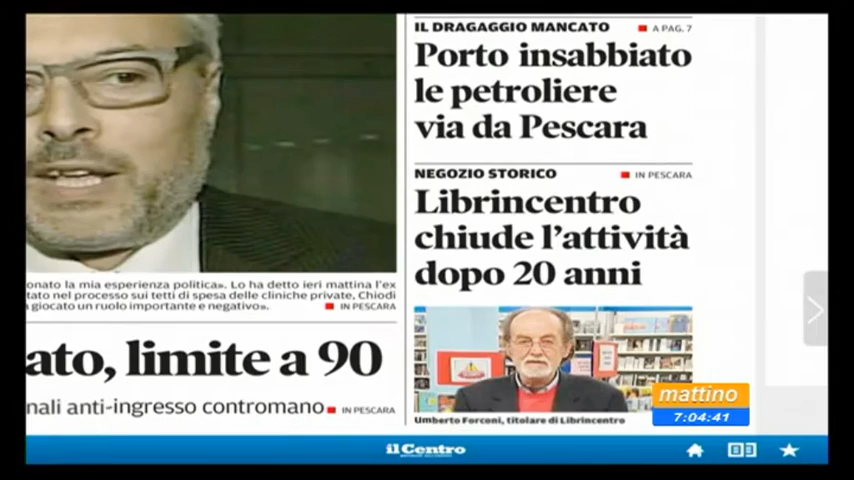 IL DRAGAGGIO MANCATO A PAG. 7
Porto insabbiato
le petroliere
via da Pescara
NEGOZIO STORICO IN PESCARA
Librincentro
chiude l'attività
dopo 20 anni
onato la mia esperienza politica». Lo ha detto ieri mattina l'ex
tato nel processo sui tetti di spesa delle cliniche private, Chiodi
giocato un ruolo importante e negativo». IN PESCARA
ato, limite a 90
nali anti-ingresso contromano IN PESCARA
Umberto Forconi, titolare di Librincentro
mattino
7:04:41
il Centro